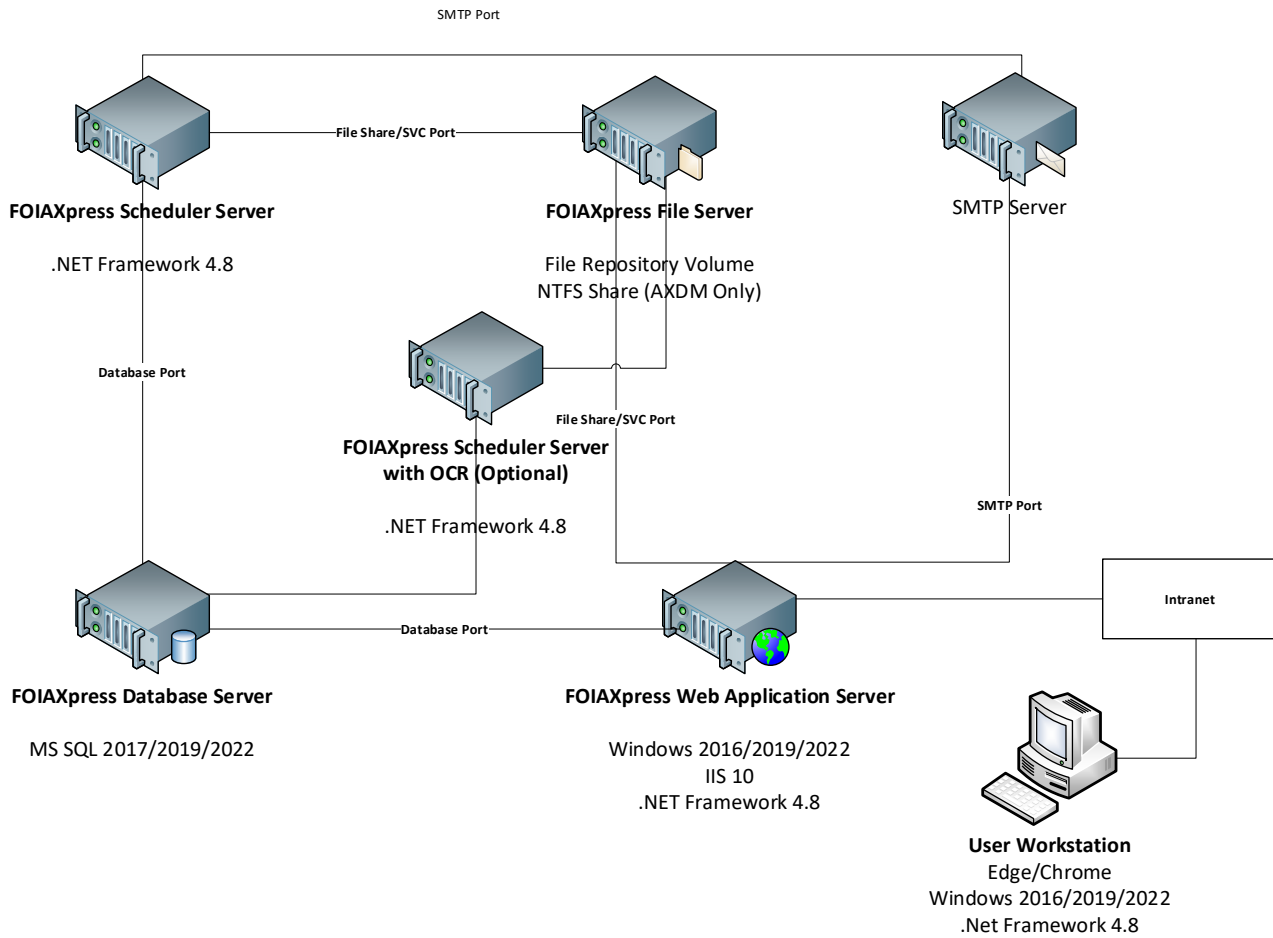 SMTP Port
File Share/SVC Port
FOIAXpress Scheduler Server
.NET Framework 4.8
FOIAXpress File Server
File Repository Volume
NTFS Share (AXDM Only)
SMTP Server
Database Port
File Share/SVC Port
FOIAXpress Scheduler Server
with OCR (Optional)
.NET Framework 4.8
SMTP Port
Intranet
Database Port
FOIAXpress Database Server
MS SQL 2017/2019/2022
FOIAXpress Web Application Server
Windows 2016/2019/2022
IIS 10
.NET Framework 4.8
User Workstation
Edge/Chrome
Windows 2016/2019/2022
.Net Framework 4.8